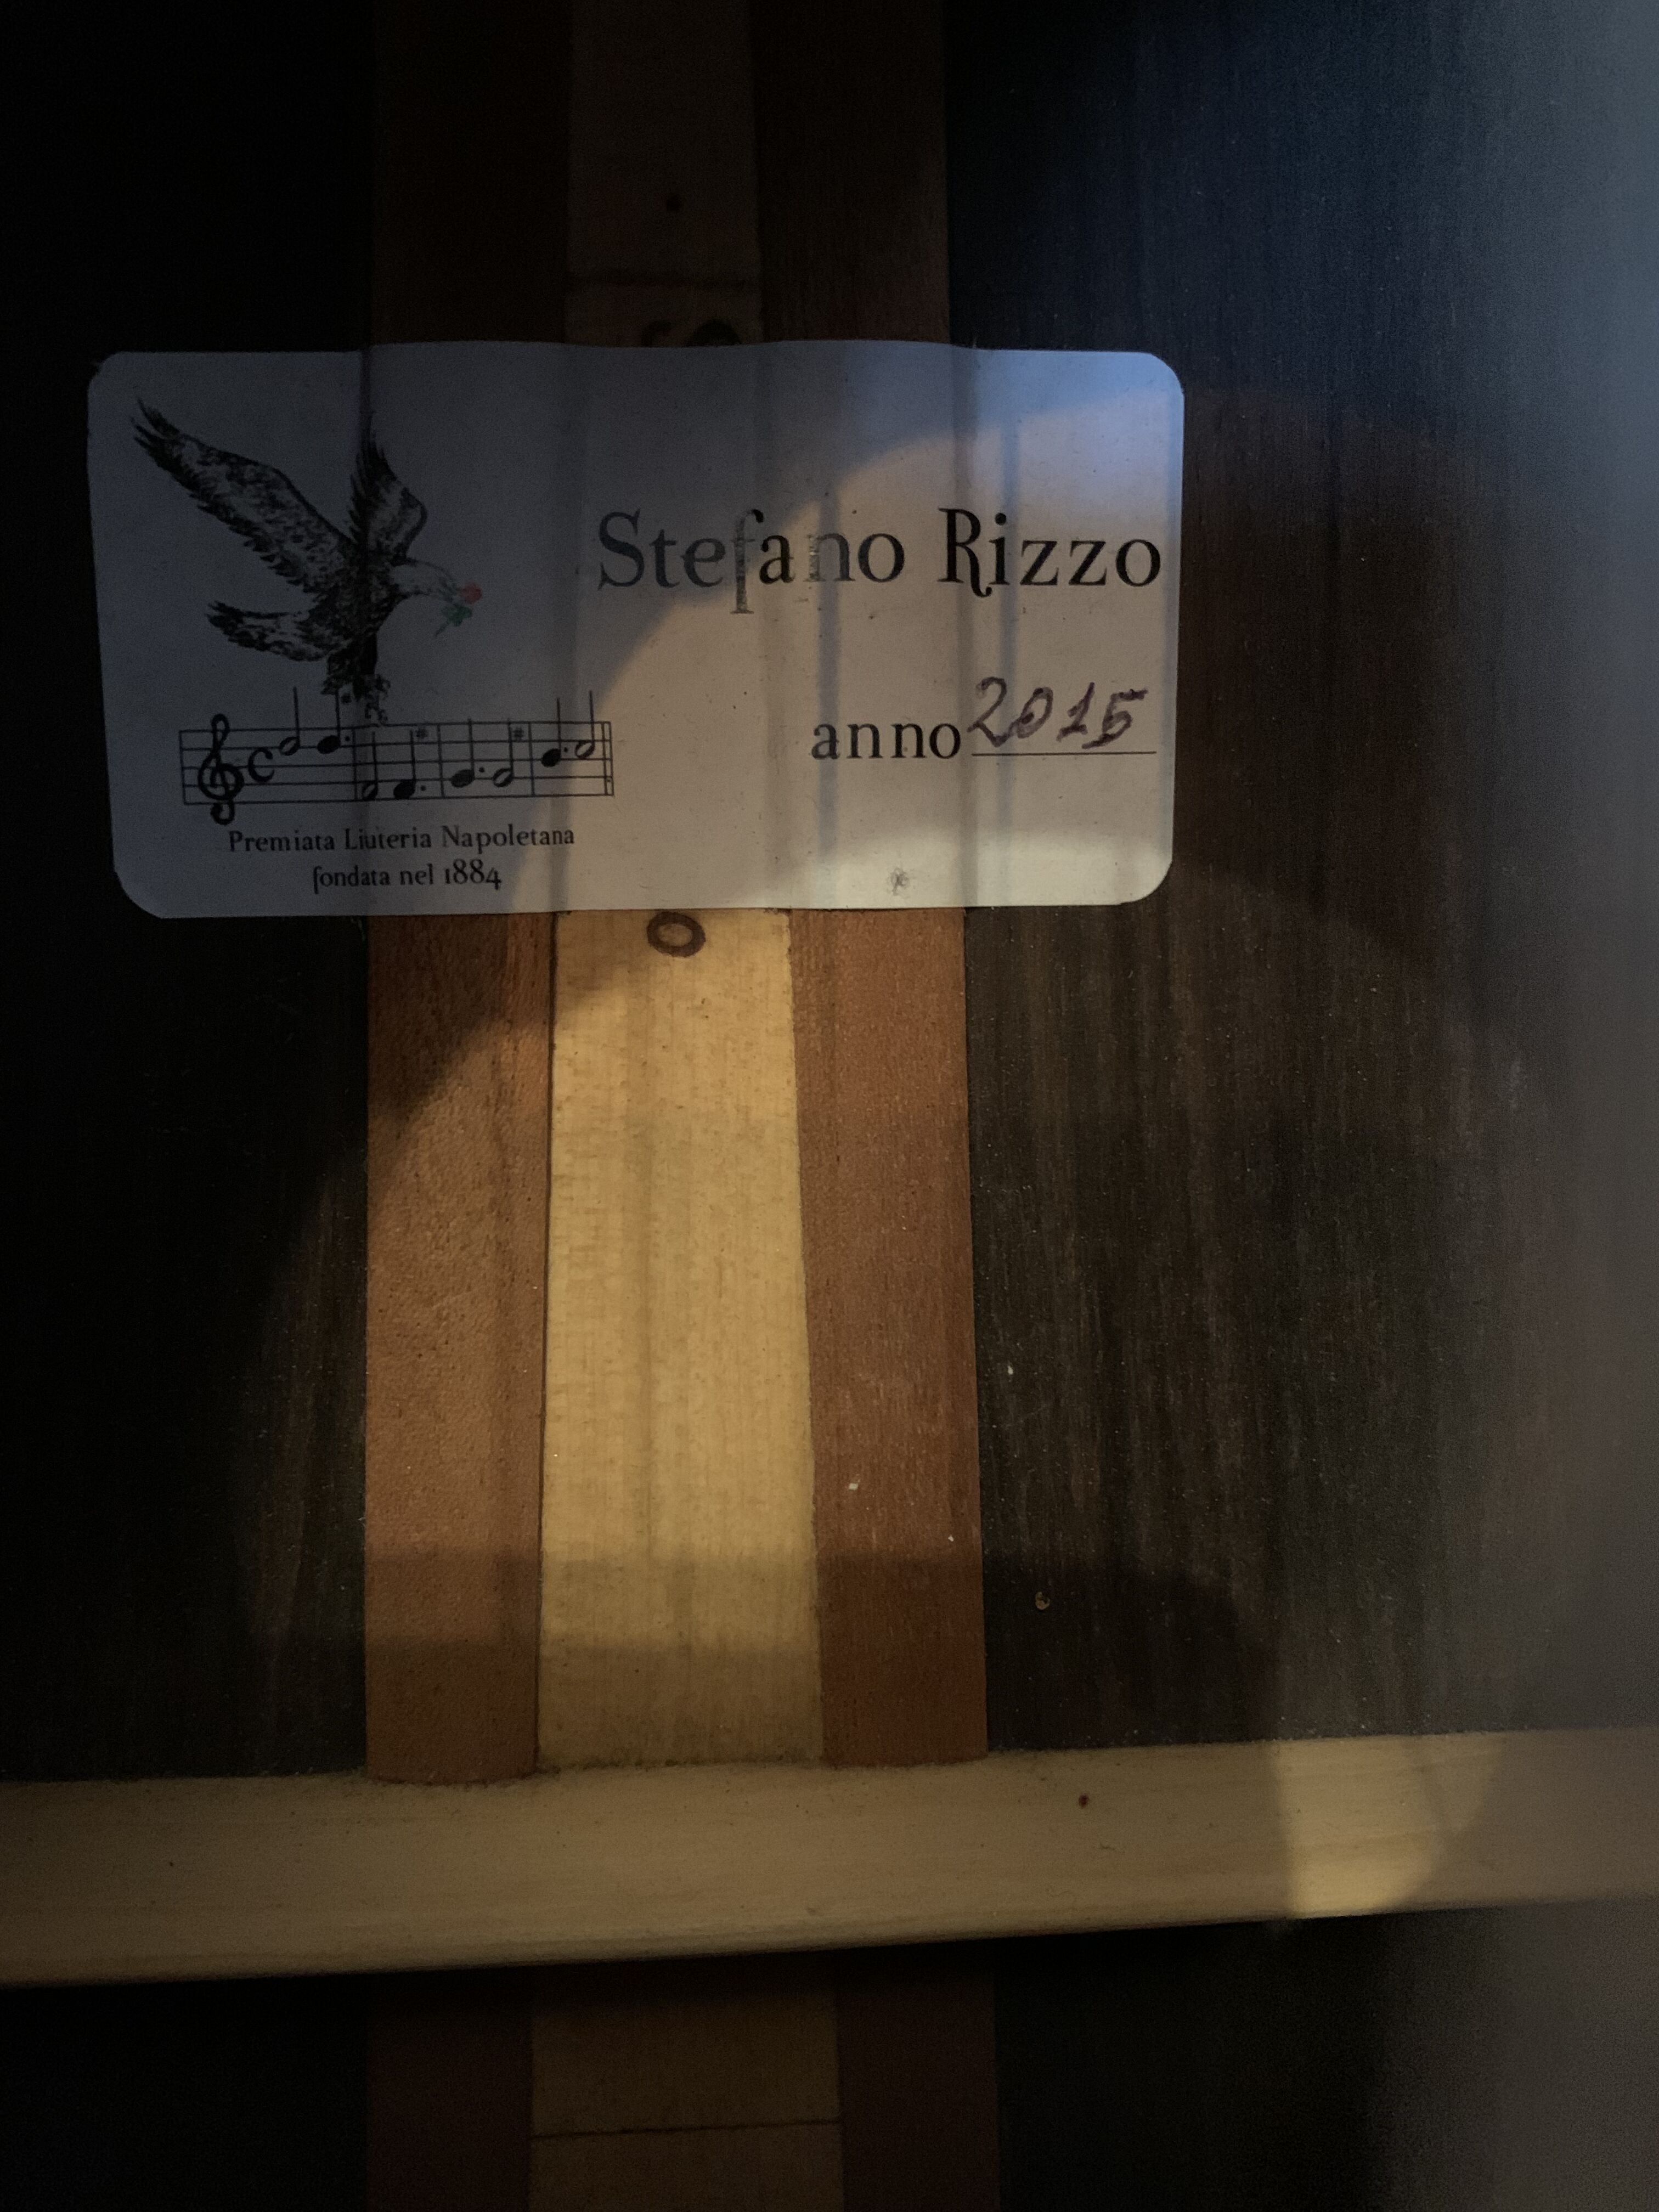 Stefano Rizzo
anno 2015
Premiata Liuteria Napoletana
fondata nel 1884